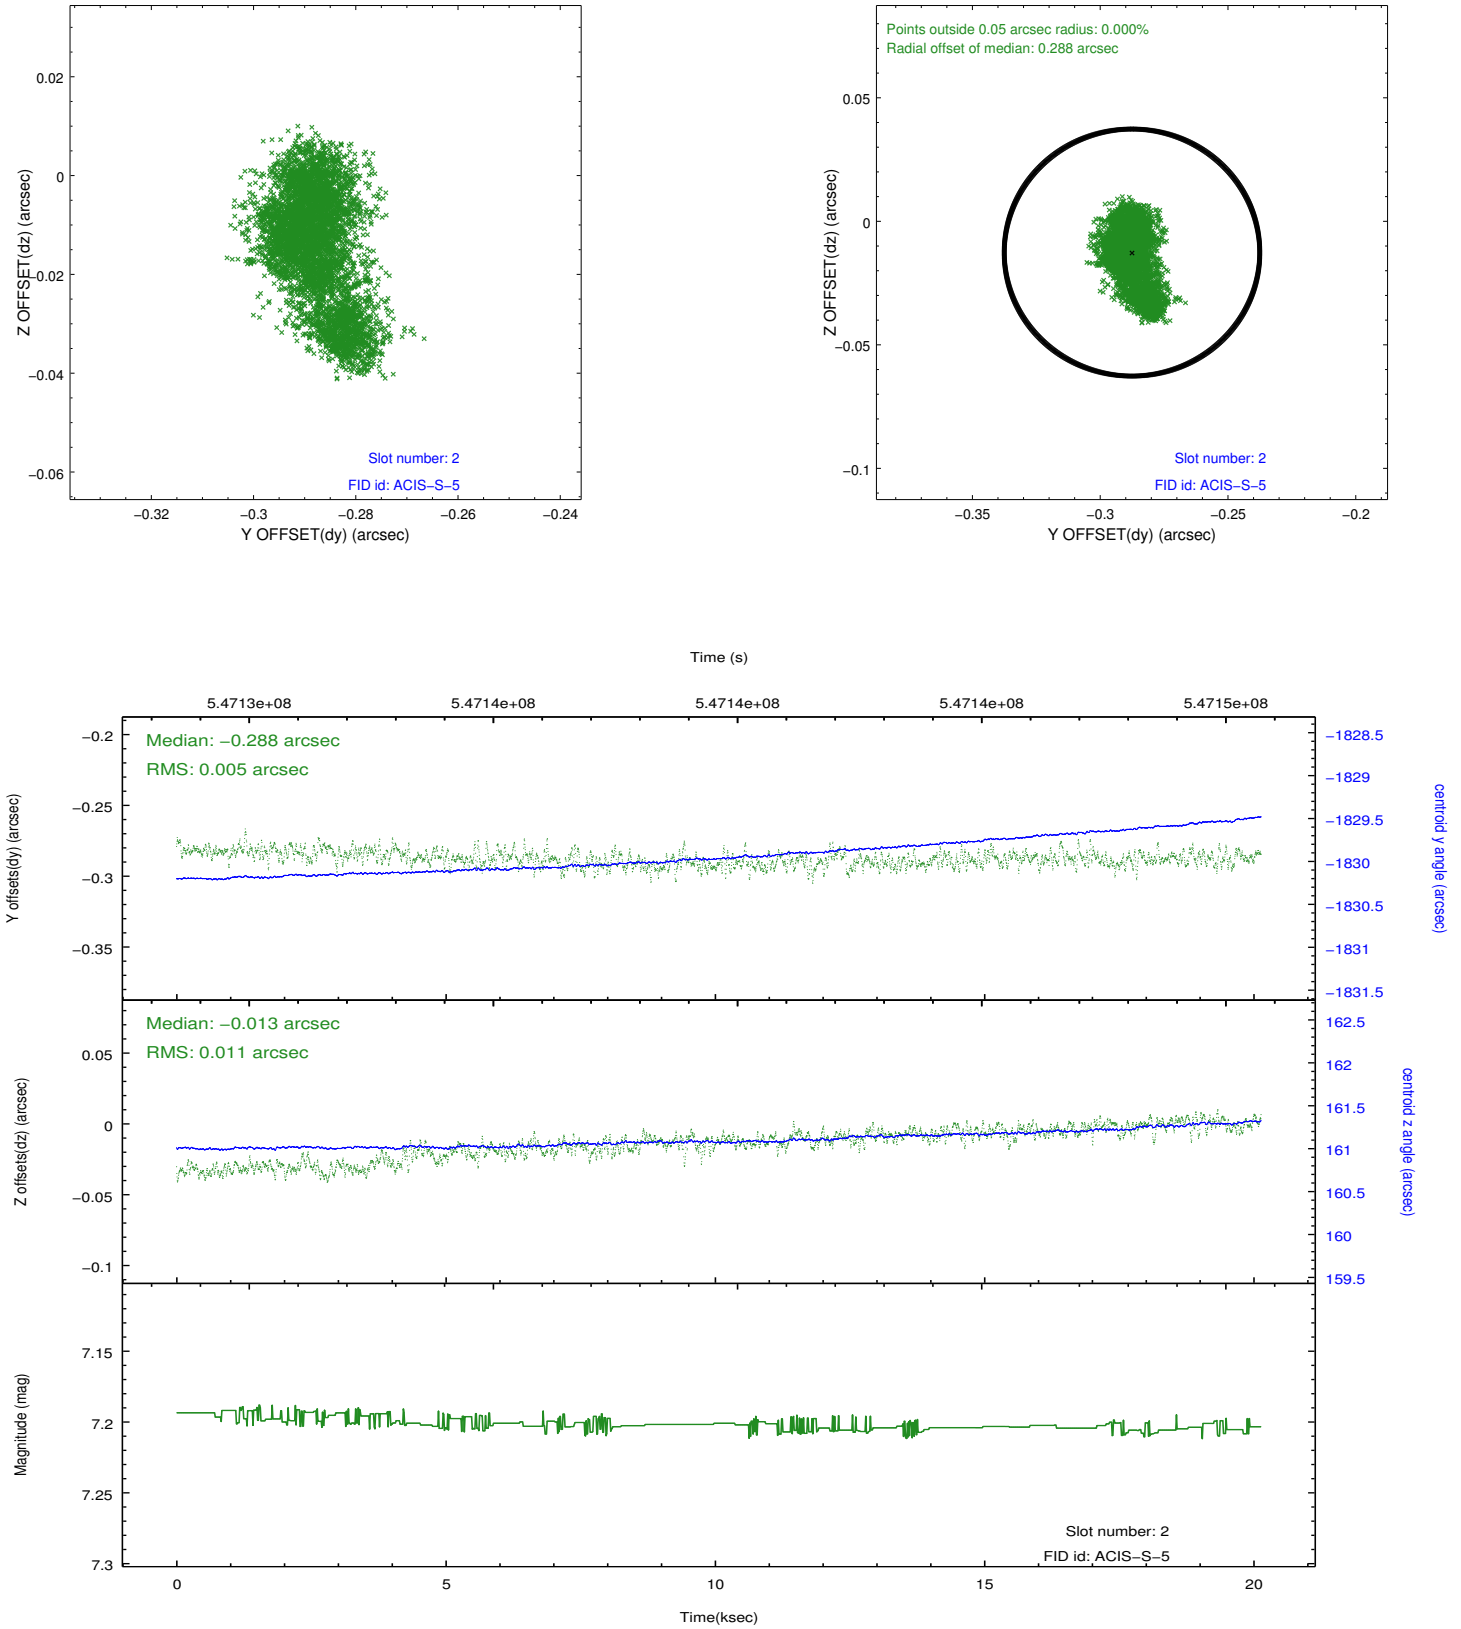 0.02
0
−0.02
−0.04
−0.06
Z OFFSET(dz) (arcsec)
Slot number: 2
FID id: ACIS−S−5
−0.32
−0.3
−0.28
−0.26
−0.24
Y OFFSET(dy) (arcsec)
Points outside 0.05 arcsec radius: 0.000%
Radial offset of median: 0.288 arcsec
0.05
0
−0.05
−0.1
Z OFFSET(dz) (arcsec)
Slot number: 2
FID id: ACIS−S−5
−0.35
−0.3
−0.25
−0.2
Y OFFSET(dy) (arcsec)
Time (s)
5.4713e+08
5.4714e+08
5.4714e+08
5.4714e+08
5.4715e+08
Median: −0.288 arcsec
RMS: 0.005 arcsec
−0.2
−0.25
−0.3
−0.35
Y offsets(dy) (arcsec)
−1828.5
−1829
−1829.5
−1830
−1830.5
−1831
−1831.5
centroid y angle (arcsec)
Median: −0.013 arcsec
RMS: 0.011 arcsec
0.05
0
−0.05
−0.1
Z offsets(dz) (arcsec)
162.5
162
161.5
161
160.5
160
159.5
centroid z angle (arcsec)
7.15
7.2
7.25
7.3
Magnitude (mag)
Slot number: 2
FID id: ACIS−S−5
0
5
10
15
20
Time(ksec)